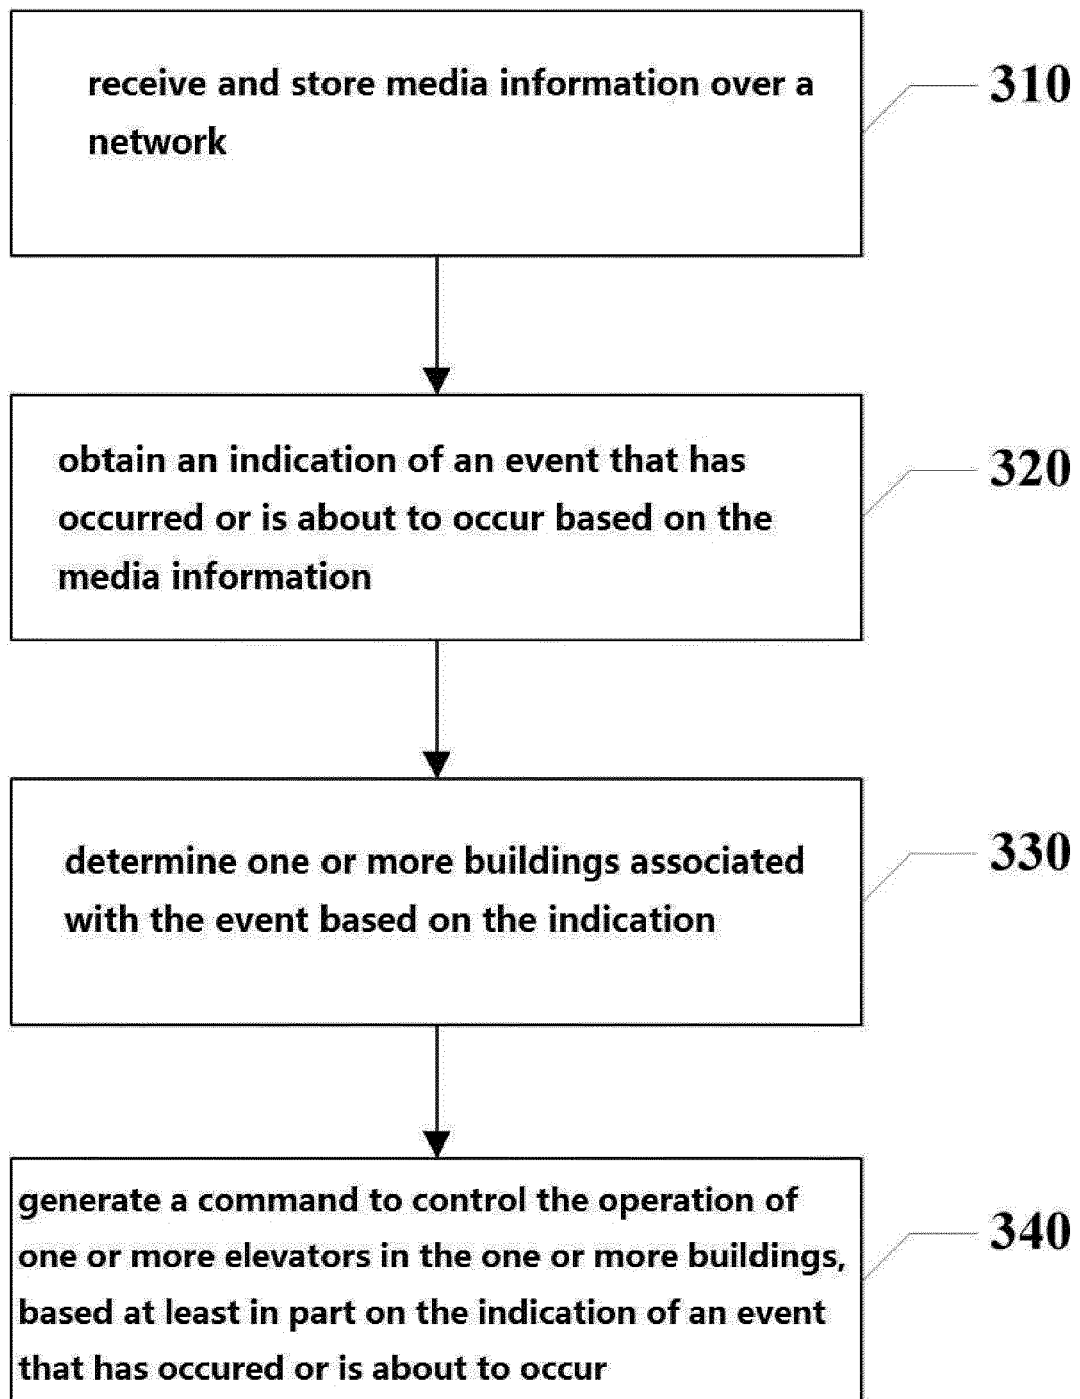 receive and store media information over a
network
310
obtain an indication of an event that has
occurred or is about to occur based on the
media information
320
determine one or more buildings associated
with the event based on the indication
330
generate a command to control the operation of
one or more elevators in the one or more buildings,
based at least in part on the indication of an event
that has occured or is about to occur
340